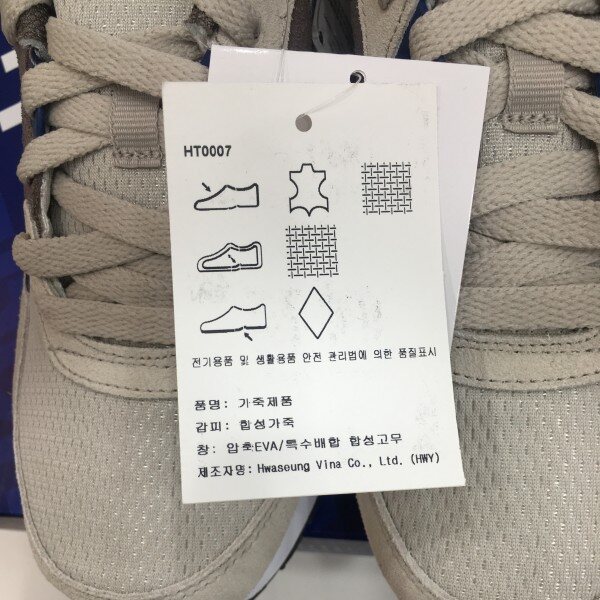 HT0007
전기용품 및 생활용품 안전 관리법에 의한 품질표시
품명: 가죽제품
갑피: 합성가죽
창: 압축EVA/특수배합 합성고무
제조자명: Hwaseung Vina Co., Ltd. (HWY)